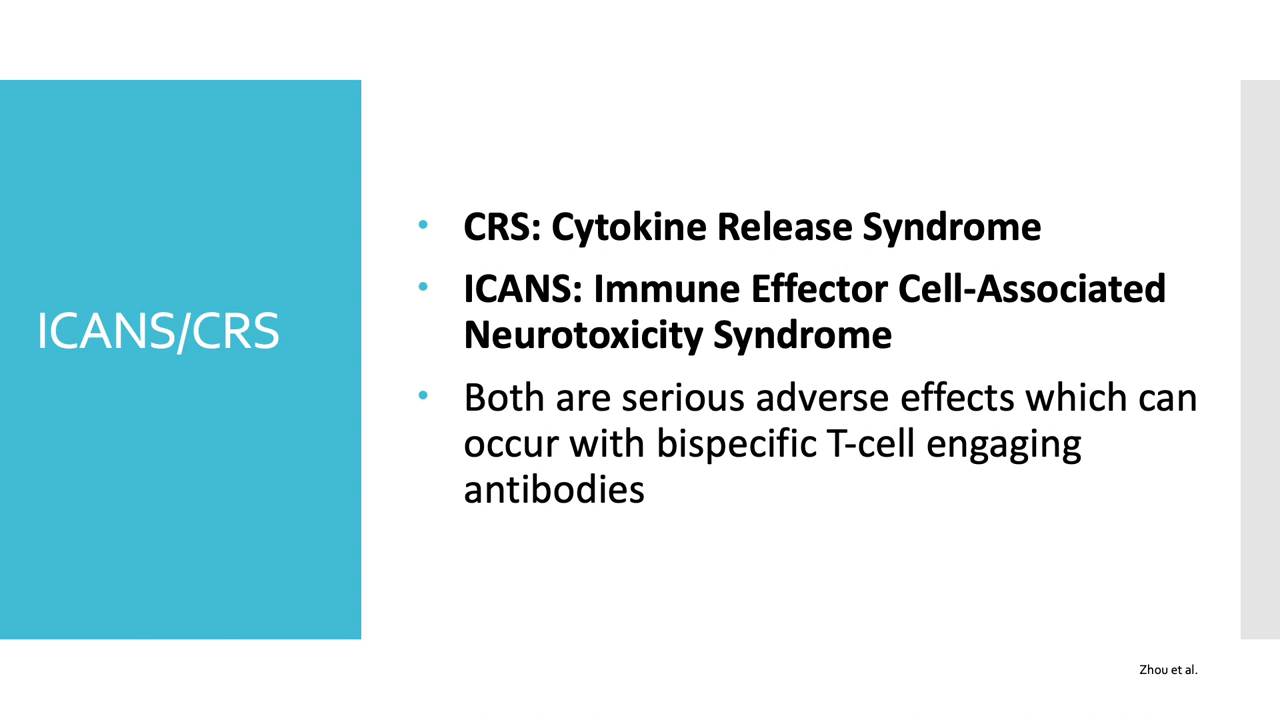 ICANS/CRS
• CRS: Cytokine Release Syndrome
• ICANS: Immune Effector Cell-Associated
Neurotoxicity Syndrome
• Both are serious adverse effects which can
occur with bispecific T-cell engaging
antibodies
Zhou et al.